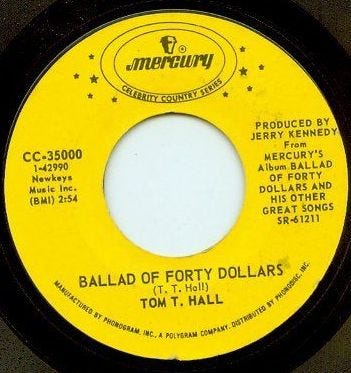 mercury
CELEBRITY COUNTRY SERIES
CC-35000
1-42990
Newkeys
Music Inc.
(BMI) 2:54
PRODUCED BY
JERRY KENNEDY
From
MERCURY'S
Album BALLAD
OF FORTY
DOLLARS AND
HIS OTHER
GREAT SONGS
SR-61211
BALLAD OF FORTY DOLLARS
(T. T. Hall)
TOM T. HALL
MANUFACTURED BY PHONOGRAM, INC., A POLYGRAM COMPANY. DISTRIBUTED BY PHONODISC, INC.